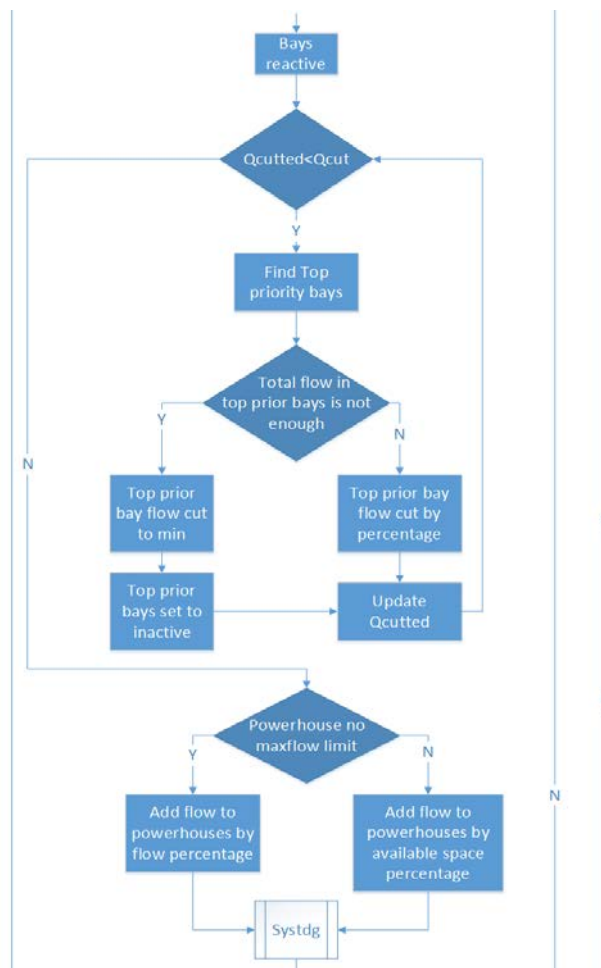 Bays
reactive
Qcutted<Qcut
Y
Find Top
priority bays
Total flow in
top prior bays is not
enough
Y
N
N
Top prior
bay flow cut
to min
Top prior
bay flow
cut by
percentage
Top prior
bays set to
inactive
Update
Qcutted
Powerhouse no
maxflow limit
Y
N
N
Add flow to
powerhouses by
flow percentage
Add flow to
powerhouses by
available space
percentage
Systdg